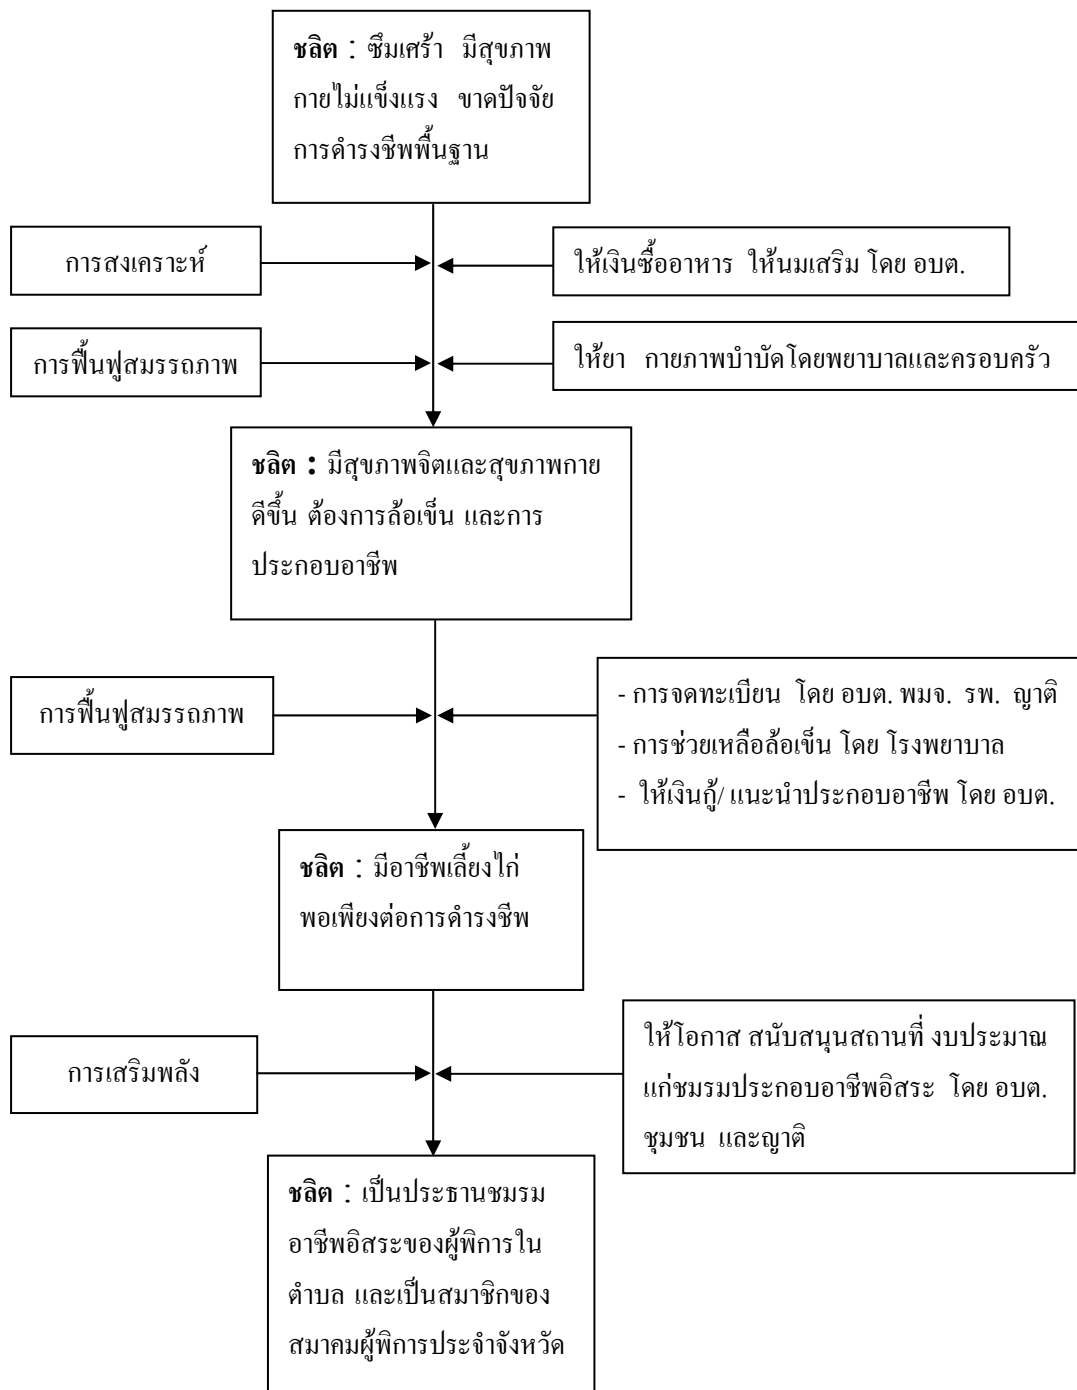 ชลิต : ซึมเศร้า มีสุขภาพ
กายไม่แข็งแรง ขาดปัจจัย
การดำรงชีพพื้นฐาน
การสงเคราะห์
ให้เงินซื้ออาหาร ให้นมเสริม โดย อบต.
การฟื้นฟูสมรรถภาพ
ให้ยา กายภาพบำบัดโดยพยาบาลและครอบครัว
ชลิต : มีสุขภาพจิตและสุขภาพกาย
ดีขึ้น ต้องการล้อเข็น และการ
ประกอบอาชีพ
การฟื้นฟูสมรรถภาพ
- การจดทะเบียน โดย อบต. พมจ. รพ. ญาติ
- การช่วยเหลือล้อเข็น โดย โรงพยาบาล
- ให้เงินกู้/ แนะนำประกอบอาชีพ โดย อบต.
ชลิต : มีอาชีพเลี้ยงไก่
พอเพียงต่อการดำรงชีพ
การเสริมพลัง
ให้โอกาส สนับสนุนสถานที่ งบประมาณ
แก่ชมรมประกอบอาชีพอิสระ โดย อบต.
ชุมชน และญาติ
ชลิต : เป็นประธานชมรม
อาชีพอิสระของผู้พิการใน
ตำบล และเป็นสมาชิกของ
สมาคมผู้พิการประจำจังหวัด